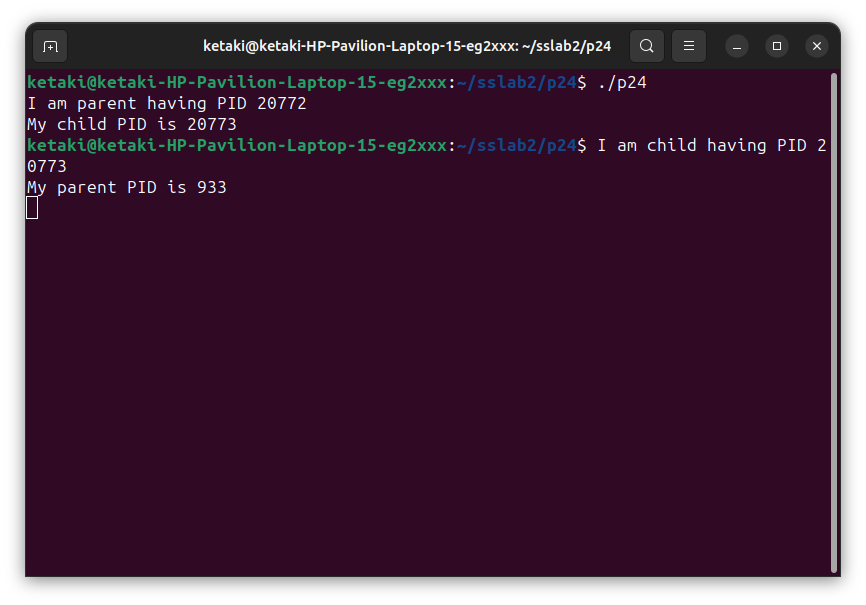 ketaki@ketaki-HP-Pavilion-Laptop-15-eg2xxx: ~/sslab2/p24
ketaki@ketaki-HP-Pavilion-Laptop-15-eg2xxx:~/sslab2/p24$ ./p24
I am parent having PID 20772
My child PID is 20773
ketaki@ketaki-HP-Pavilion-Laptop-15-eg2xxx:~/sslab2/p24$ I am child having PID 2
0773
My parent PID is 933